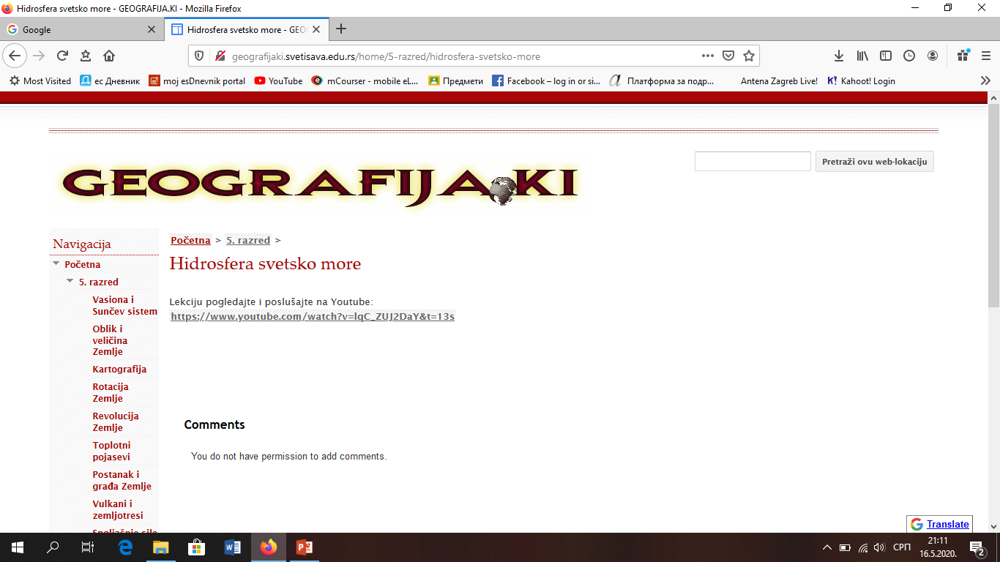 Hidrosfera svetsko more - GEOGRAFIJA.KI - Mozilla Firefox
Google
Hidrosfera svetsko more - GEO
geografijaki.svetisava.edu.rs/home/5-razred/hidrosfera-svetsko-more
Most Visited ес Дневник moj esDnevnik portal YouTube mCourser - mobile eL... Предмети Facebook – log in or si... Платформа за подр... Antena Zagreb Live! Kahoot! Login
GEOGRAFIJA.KI
Pretraži ovu web-lokaciju
Navigacija
Početna
5. razred
Vasiona i
Sunčev sistem
Oblik i
veličina
Zemlje
Kartografija
Rotacija
Zemlje
Revolucija
Zemlje
Toplotni
pojasevi
Postanak i
građa Zemlje
Vulkani i
zemljotresi
Spoljašnje sile
Početna > 5. razred >
Hidrosfera svetsko more
Lekciju pogledajte i poslušajte na Youtube:
https://www.youtube.com/watch?v=lqC_ZUJ2DaY&t=13s
Comments
You do not have permission to add comments.
Translate
СРП
21:11
16.5.2020.
2